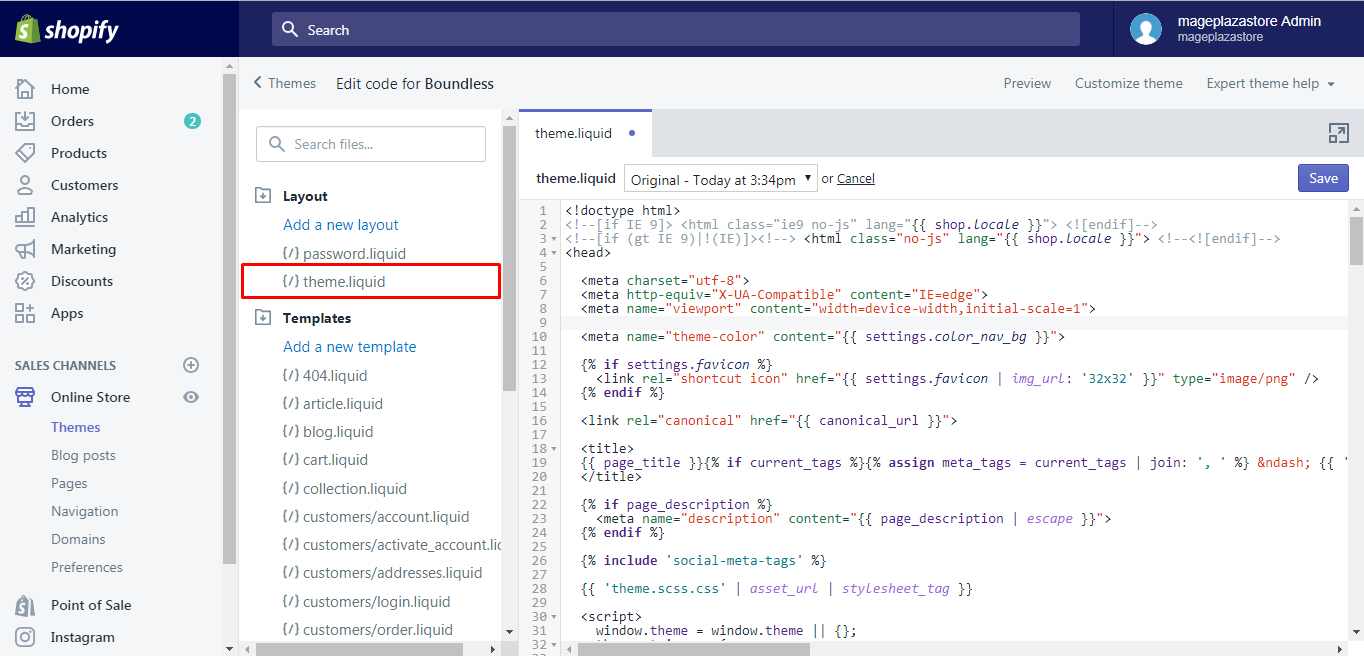 shopify
Search
mageplazastore Admin
mageplazastore
Home
Orders 2
Products
Customers
Analytics
Marketing
Discounts
Apps
SALES CHANNELS
Online Store
Themes
Blog posts
Pages
Navigation
Domains
Preferences
Point of Sale
Instagram
Themes
Edit code for Boundless
Preview
Customize theme
Expert theme help
Search files...
Layout
Add a new layout
{/} password.liquid
{/} theme.liquid
Templates
Add a new template
{/} 404.liquid
{/} article.liquid
{/} blog.liquid
{/} cart.liquid
{/} collection.liquid
{/} customers/account.liquid
{/} customers/activate_account.lic
{/} customers/addresses.liquid
{/} customers/login.liquid
{/} customers/order.liquid
theme.liquid
theme.liquid Original - Today at 3:34pm or Cancel
Save
1 <!doctype html>
2 <!--[if IE 9]> <html class="ie9 no-js" lang="{{ shop.locale }}"> <![endif]-->
3 <!--[if (gt IE 9)|!(IE)]><!--> <html class="no-js" lang="{{ shop.locale }}"> <!--<![endif]-->
4 <head>
5
6 <meta charset="utf-8">
7 <meta http-equiv="X-UA-Compatible" content="IE=edge">
8 <meta name="viewport" content="width=device-width,initial-scale=1">
9
10 <meta name="theme-color" content="{{ settings.color_nav_bg }}">
11
12 {% if settings.favicon %}
13 <link rel="shortcut icon" href="{{ settings.favicon | img_url: '32x32' }}" type="image/png" />
14 {% endif %}
15
16 <link rel="canonical" href="{{ canonical_url }}">
17
18 <title>
19 {{ page_title }}{% if current_tags %}{% assign meta_tags = current_tags | join: ', ' %} &ndash; {{ '
20 </title>
21
22 {% if page_description %}
23 <meta name="description" content="{{ page_description | escape }}">
24 {% endif %}
25
26 {% include 'social-meta-tags' %}
27
28 {{ 'theme.scss.css' | asset_url | stylesheet_tag }}
29
30 <script>
31 window.theme = window.theme || {};
32